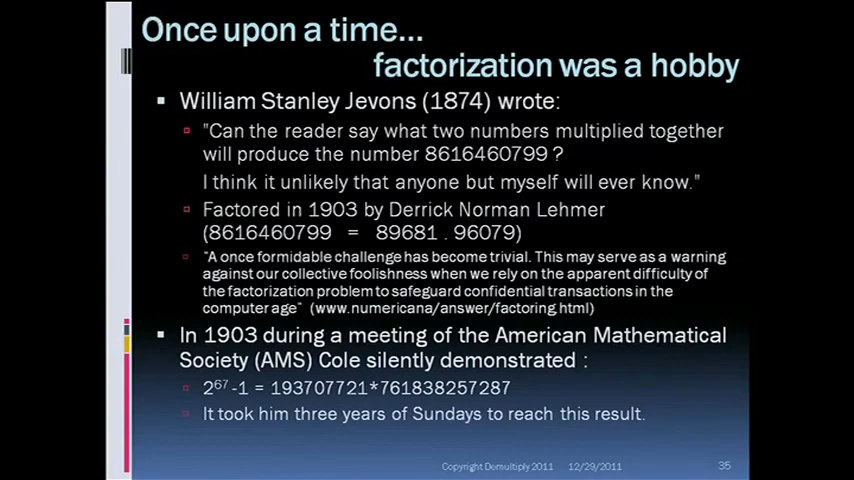 Once upon a time...
factorization was a hobby
William Stanley Jevons (1874) wrote:
"Can the reader say what two numbers multiplied together
will produce the number 8616460799 ?
I think it unlikely that anyone but myself will ever know."
Factored in 1903 by Derrick Norman Lehmer
(8616460799 = 89681 . 96079)
"A once formidable challenge has become trivial. This may serve as a warning
against our collective foolishness when we rely on the apparent difficulty of
the factorization problem to safeguard confidential transactions in the
computer age" (www.numericana/answer/factoring.html)
In 1903 during a meeting of the American Mathematical
Society (AMS) Cole silently demonstrated :
2⁶⁷ -1 = 193707721*761838257287
It took him three years of Sundays to reach this result.
Copyright Demultiply 2011 12/29/2011 35